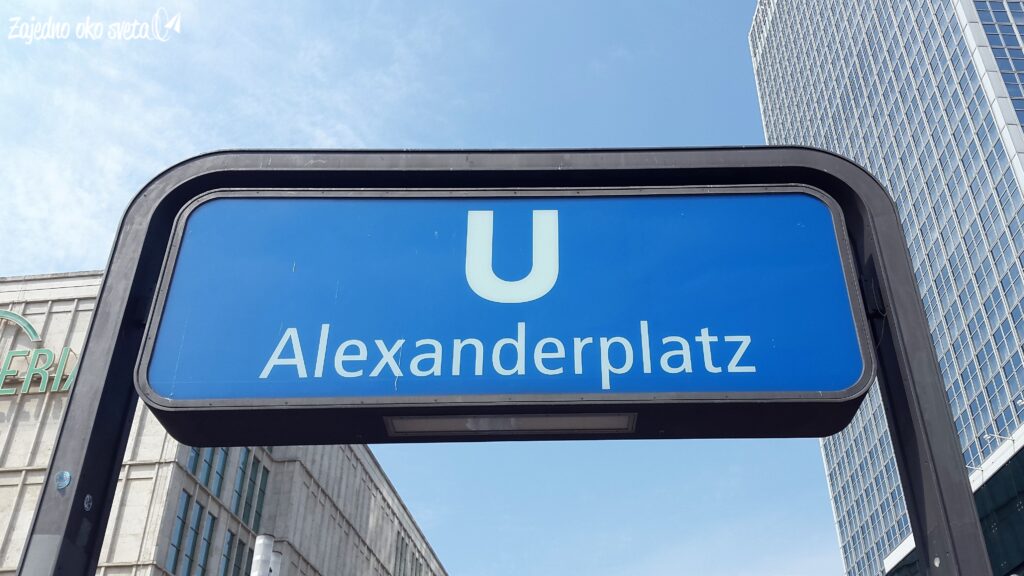 Zajedno oko sveta
U
Alexanderplatz